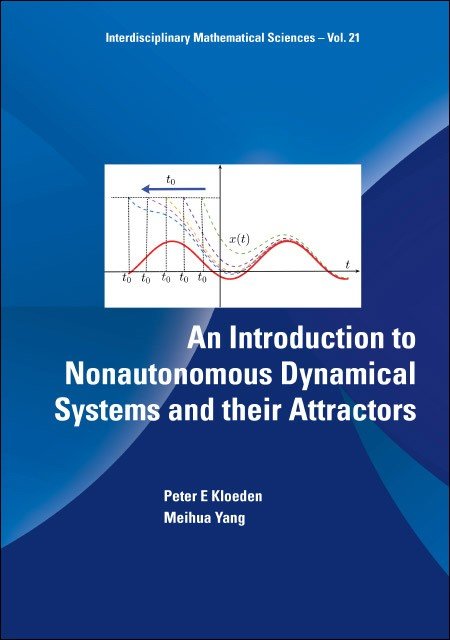 Interdisciplinary Mathematical Sciences – Vol. 21
t₀
x(t)
t
t₀ t₀ t₀ t₀ t₀
An Introduction to
Nonautonomous Dynamical
Systems and their Attractors
Peter E Kloeden
Meihua Yang